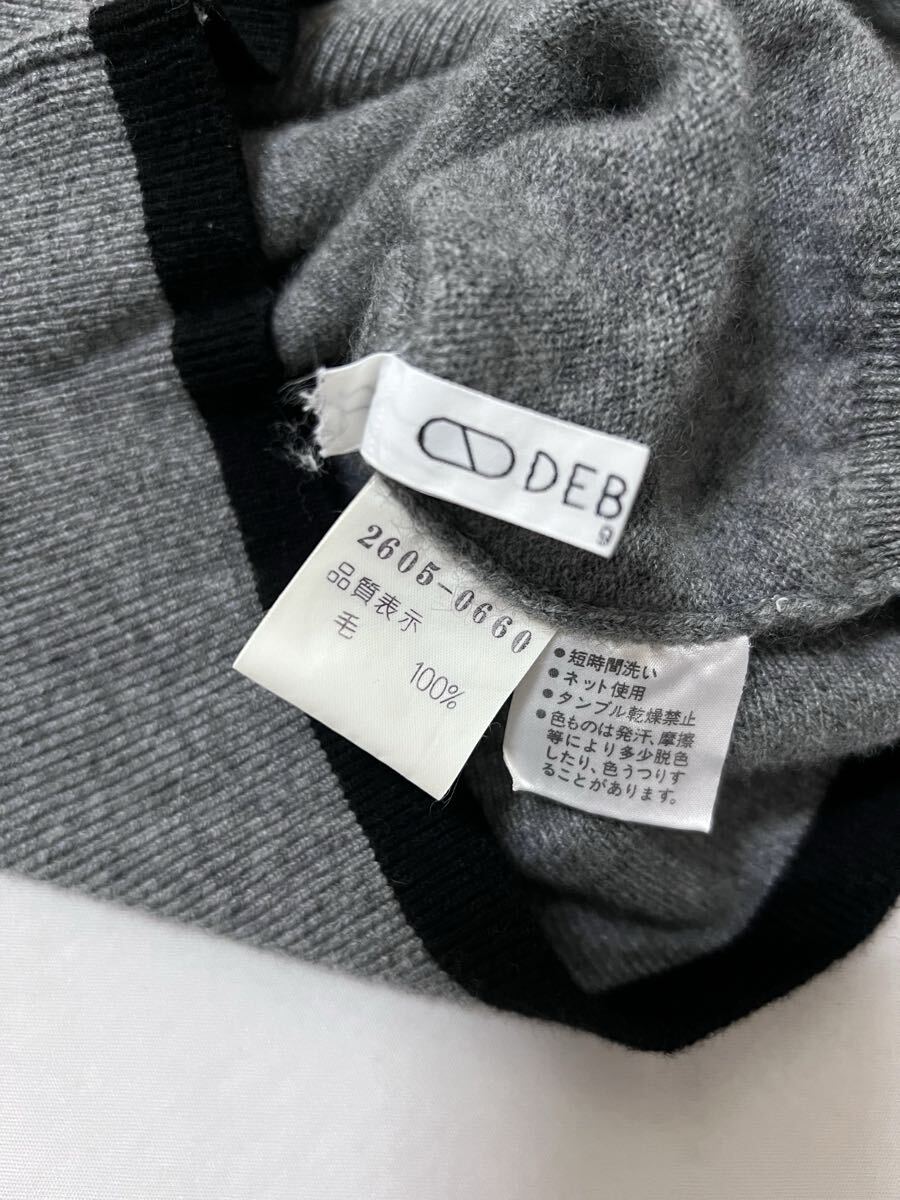 DEB
2605-0660
品質表示
毛
100%
●短時間洗い
●ネット使用
●タンブル乾燥禁止
●色ものは発汗、摩擦
等により多少脱色
したり、色うつりす
ることがあります。